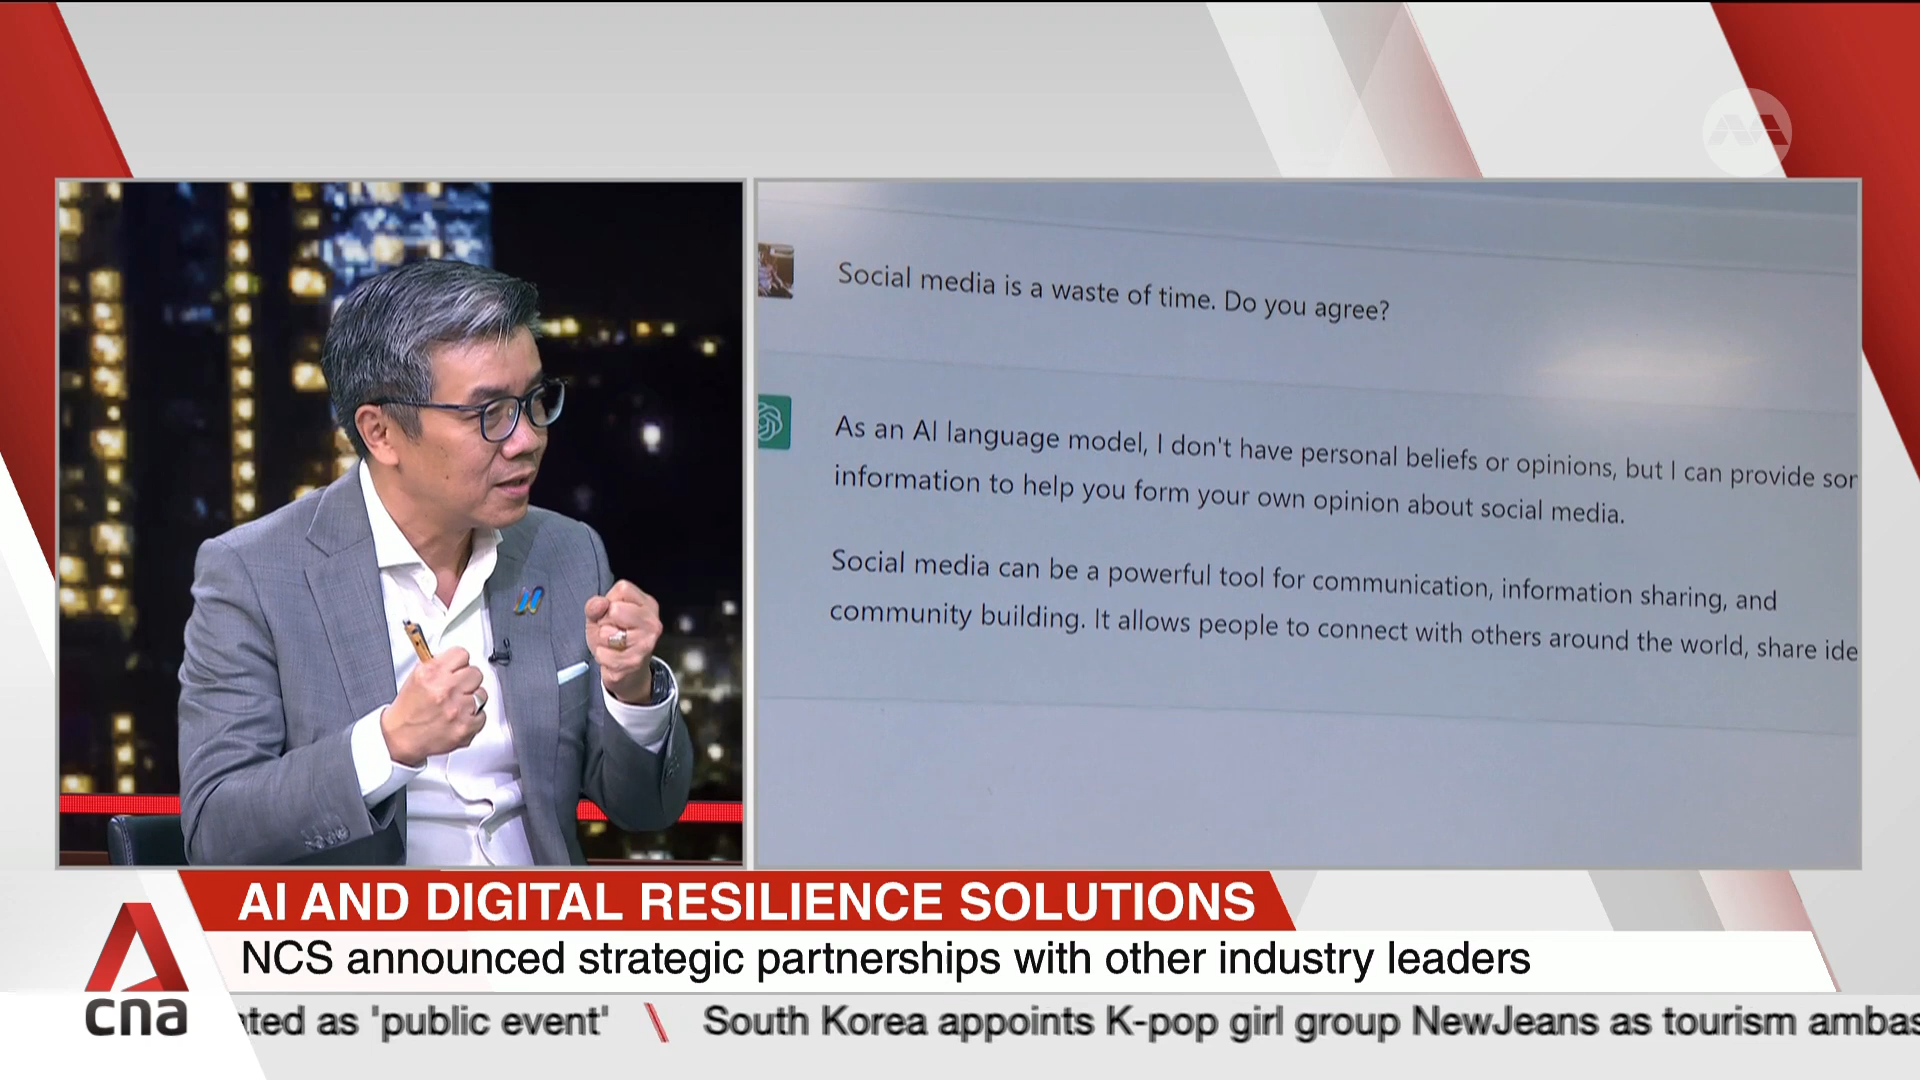 Social media is a waste of time. Do you agree?
As an AI language model, I don't have personal beliefs or opinions, but I can provide
information to help you form your own opinion about social media.
Social media can be a powerful tool for communication, information sharing, and
community building. It allows people to connect with others around the world, share
AI AND DIGITAL RESILIENCE SOLUTIONS
NCS announced strategic partnerships with other industry leaders
cna
as 'public event' \ South Korea appoints K-pop girl group NewJeans as tourism